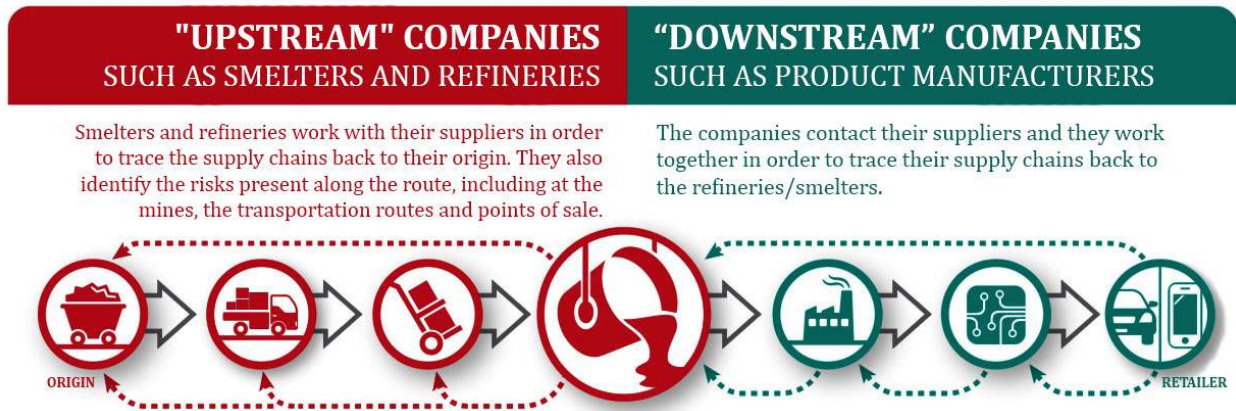 "UPSTREAM" COMPANIES
SUCH AS SMELTERS AND REFINERIES
“DOWNSTREAM” COMPANIES
SUCH AS PRODUCT MANUFACTURERS
Smelters and refineries work with their suppliers in order
to trace the supply chains back to their origin. They also
identify the risks present along the route, including at the
mines, the transportation routes and points of sale.
The companies contact their suppliers and they work
together in order to trace their supply chains back to
the refineries/smelters.
ORIGIN
RETAILER